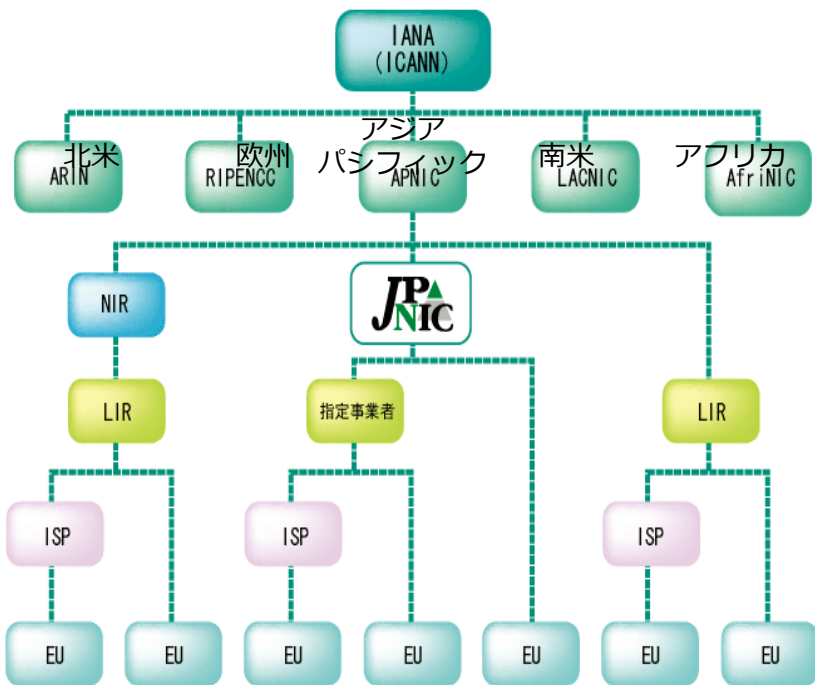 IANA
(ICANN)
北米
欧州
アジア
パシフィック
南米
アフリカ
ARIN
RIPENCC
APNIC
LACNIC
AfriNIC
NIR
JPNIC
LIR
指定事業者
LIR
ISP
ISP
ISP
EU
EU
EU
EU
EU
EU
EU